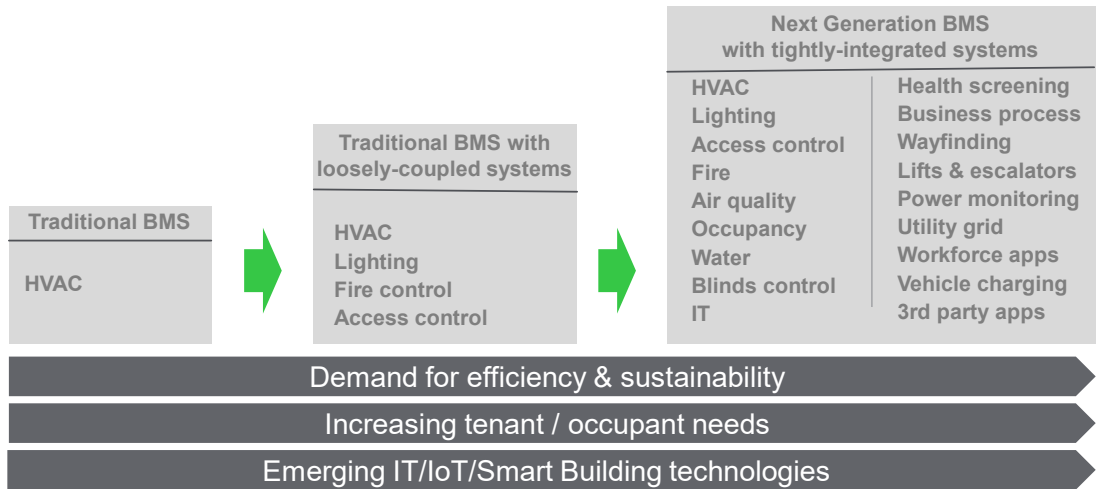 Traditional BMS
HVAC
Traditional BMS with
loosely-coupled systems
HVAC
Lighting
Fire control
Access control
Next Generation BMS
with tightly-integrated systems
HVAC
Lighting
Access control
Fire
Air quality
Occupancy
Water
Blinds control
IT
Health screening
Business process
Wayfinding
Lifts & escalators
Power monitoring
Utility grid
Workforce apps
Vehicle charging
3rd party apps
Demand for efficiency & sustainability
Increasing tenant / occupant needs
Emerging IT/IoT/Smart Building technologies